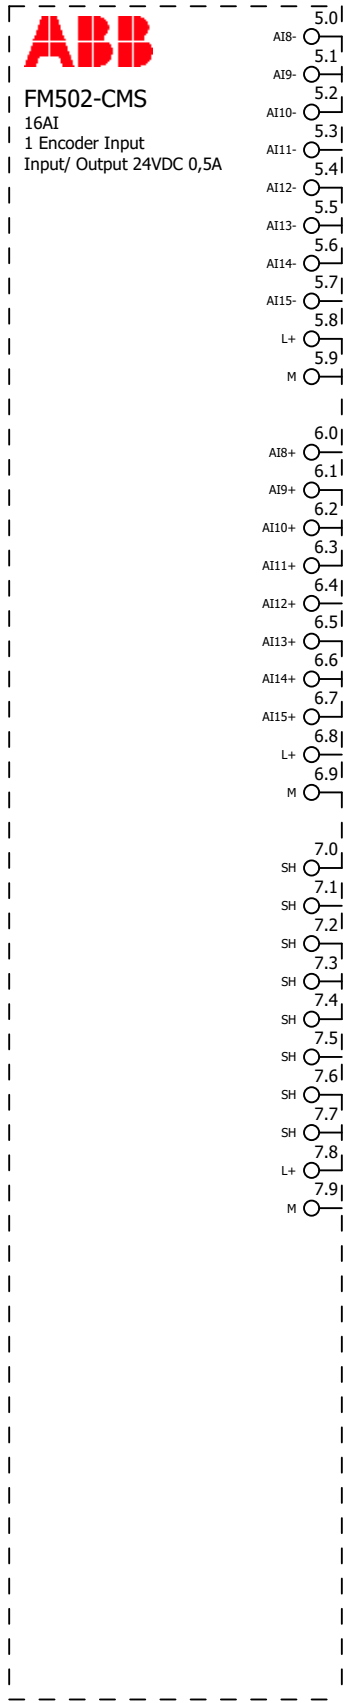 ABB
FM502-CMS
16AI
1 Encoder Input
Input/ Output 24VDC 0,5A
AI8- 5.0
AI9- 5.1
AI10- 5.2
AI11- 5.3
AI12- 5.4
AI13- 5.5
AI14- 5.6
AI15- 5.7
L+ 5.8
M 5.9
AI8+ 6.0
AI9+ 6.1
AI10+ 6.2
AI11+ 6.3
AI12+ 6.4
AI13+ 6.5
AI14+ 6.6
AI15+ 6.7
L+ 6.8
M 6.9
SH 7.0
SH 7.1
SH 7.2
SH 7.3
SH 7.4
SH 7.5
SH 7.6
SH 7.7
L+ 7.8
M 7.9